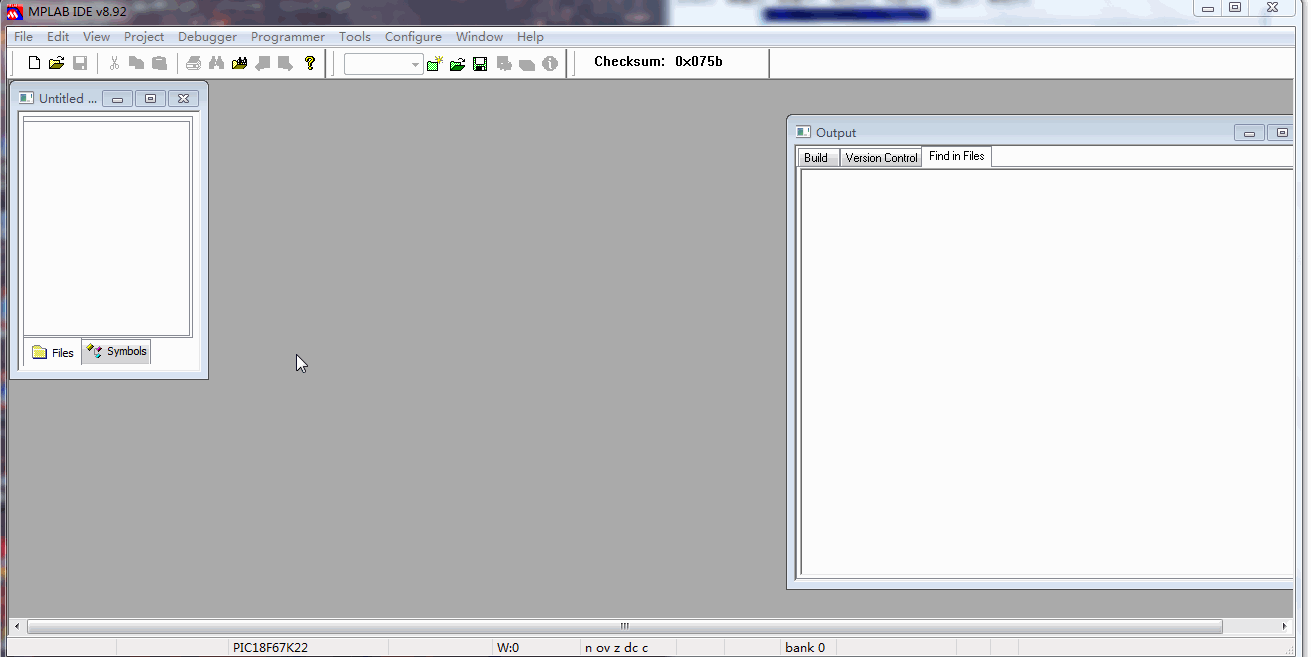 MPLAB IDE v8.92
File Edit View Project Debugger Programmer Tools Configure Window Help
Checksum: 0x075b
Untitled ...
Files Symbols
Output
Build Version Control Find in Files
PIC18F67K22 W:0 n ov z dc c bank 0